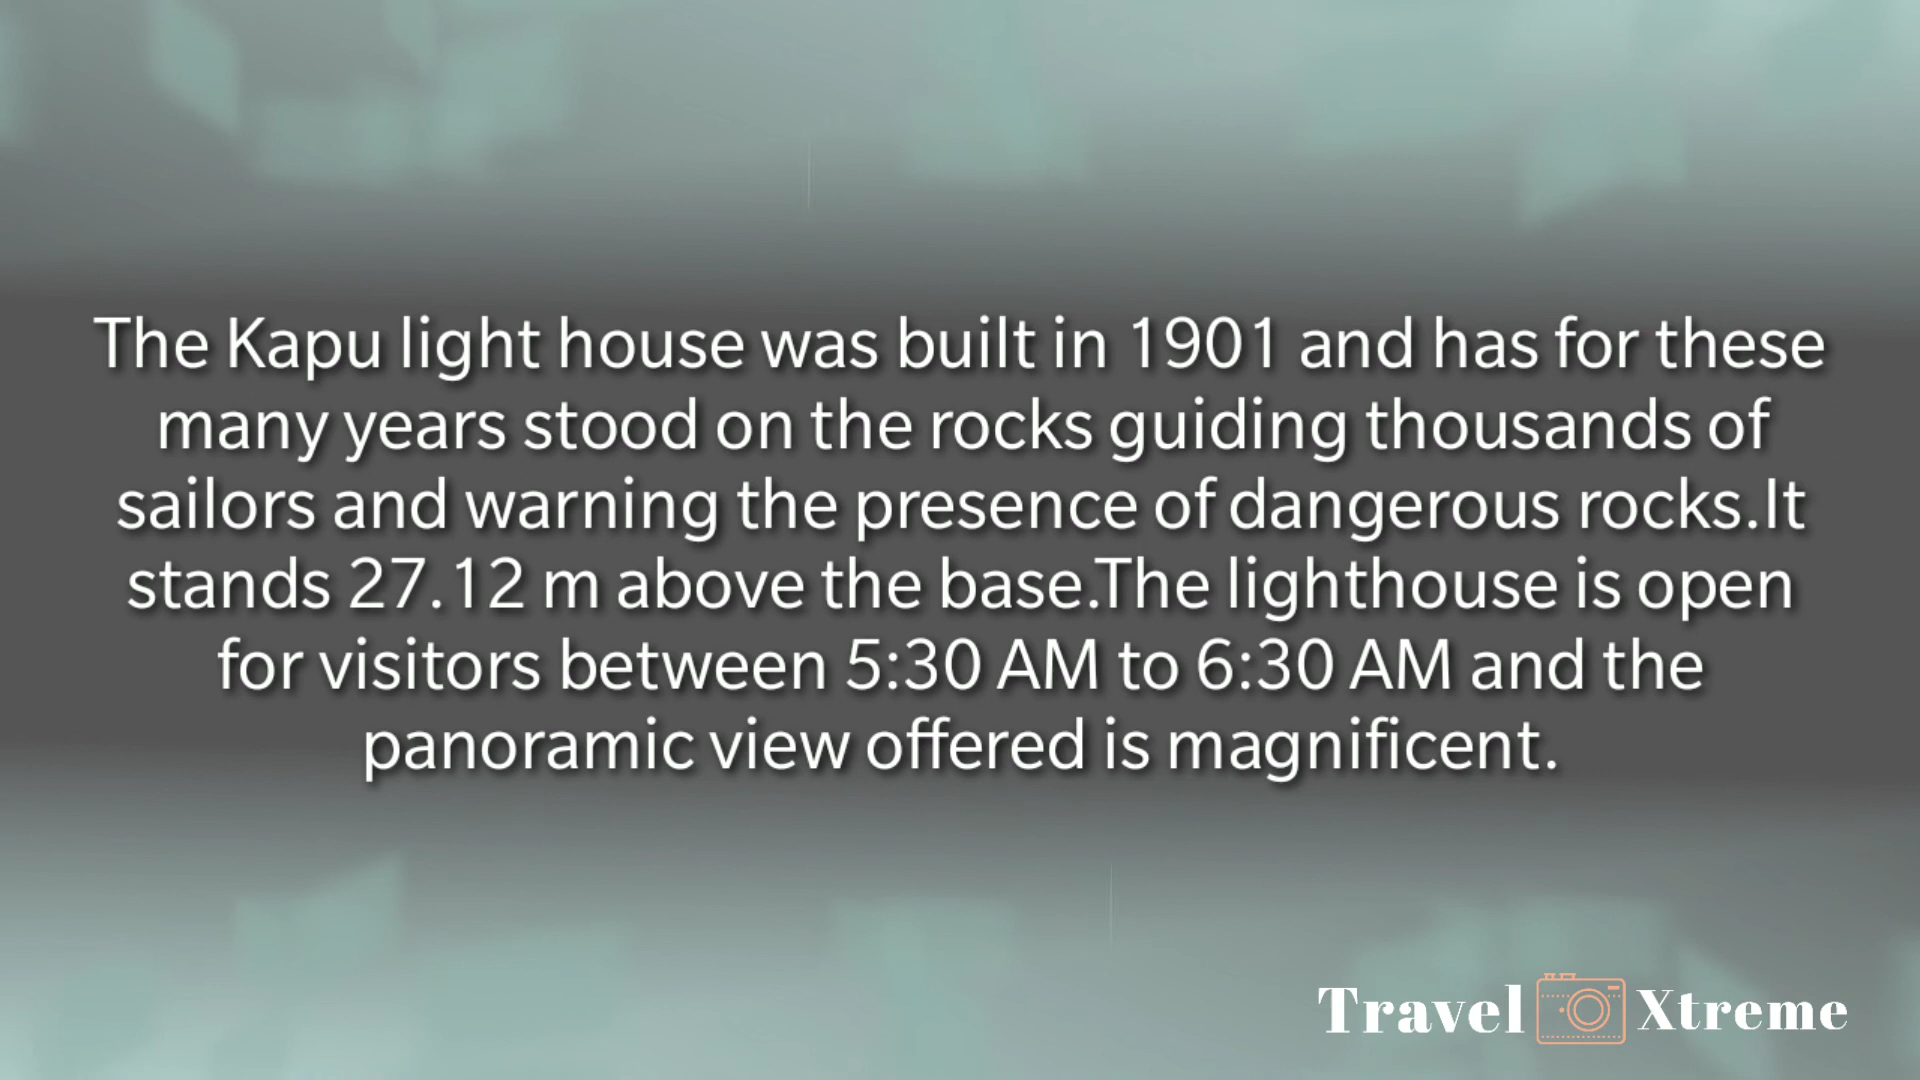 The Kapu light house was built in 1901 and has for these
many years stood on the rocks guiding thousands of
sailors and warning the presence of dangerous rocks.It
stands 27.12 m above the base.The lighthouse is open
for visitors between 5:30 AM to 6:30 AM and the
panoramic view offered is magnificent.
Travel Xtreme